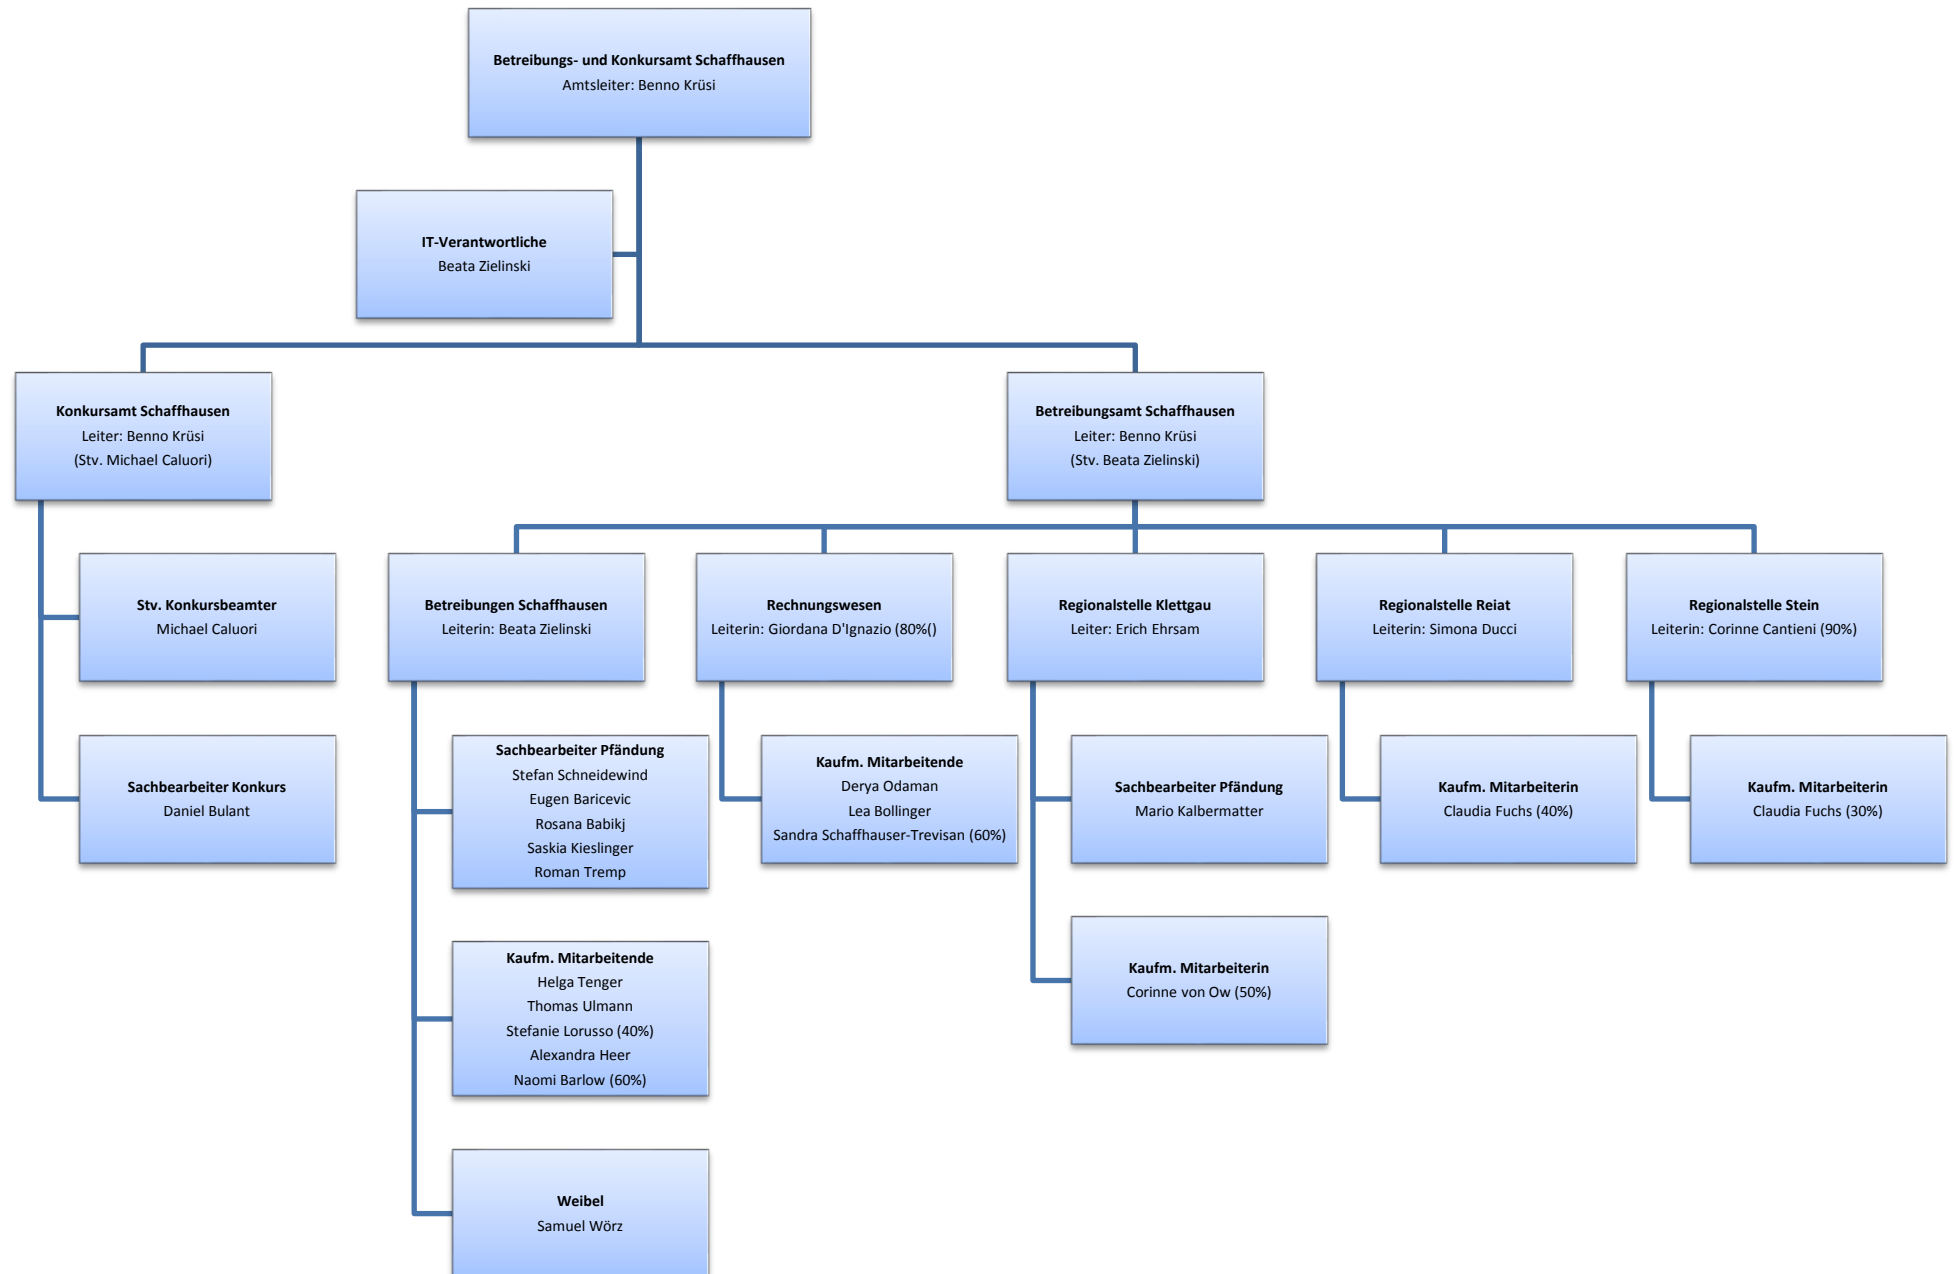 Betreibungs- und Konkursamt Schaffhausen
Amtsleiter: Benno Krüsi
IT-Verantwortliche
Beata Zielinski
Konkursamt Schaffhausen
Leiter: Benno Krüsi
(Stv. Michael Caluori)
Betreibungsamt Schaffhausen
Leiter: Benno Krüsi
(Stv. Beata Zielinski)
Stv. Konkursbeamter
Michael Caluori
Betreibungen Schaffhausen
Leiterin: Beata Zielinski
Rechnungswesen
Leiterin: Giordana D'Ignazio (80%()
Regionalstelle Klettgau
Leiter: Erich Ehrsam
Regionalstelle Reiat
Leiterin: Simona Ducci
Regionalstelle Stein
Leiterin: Corinne Cantieni (90%)
Sachbearbeiter Konkurs
Daniel Bulant
Sachbearbeiter Pfändung
Stefan Schneidewind
Eugen Baricevic
Rosana Babikj
Saskia Kieslinger
Roman Tremp
Kaufm. Mitarbeitende
Derya Odaman
Lea Bollinger
Sandra Schaffhauser-Trevisan (60%)
Sachbearbeiter Pfändung
Mario Kalbermatter
Kaufm. Mitarbeiterin
Claudia Fuchs (40%)
Kaufm. Mitarbeiterin
Claudia Fuchs (30%)
Kaufm. Mitarbeitende
Helga Tenger
Thomas Ulmann
Stefanie Lorusso (40%)
Alexandra Heer
Naomi Barlow (60%)
Kaufm. Mitarbeiterin
Corinne von Ow (50%)
Weibel
Samuel Wörz